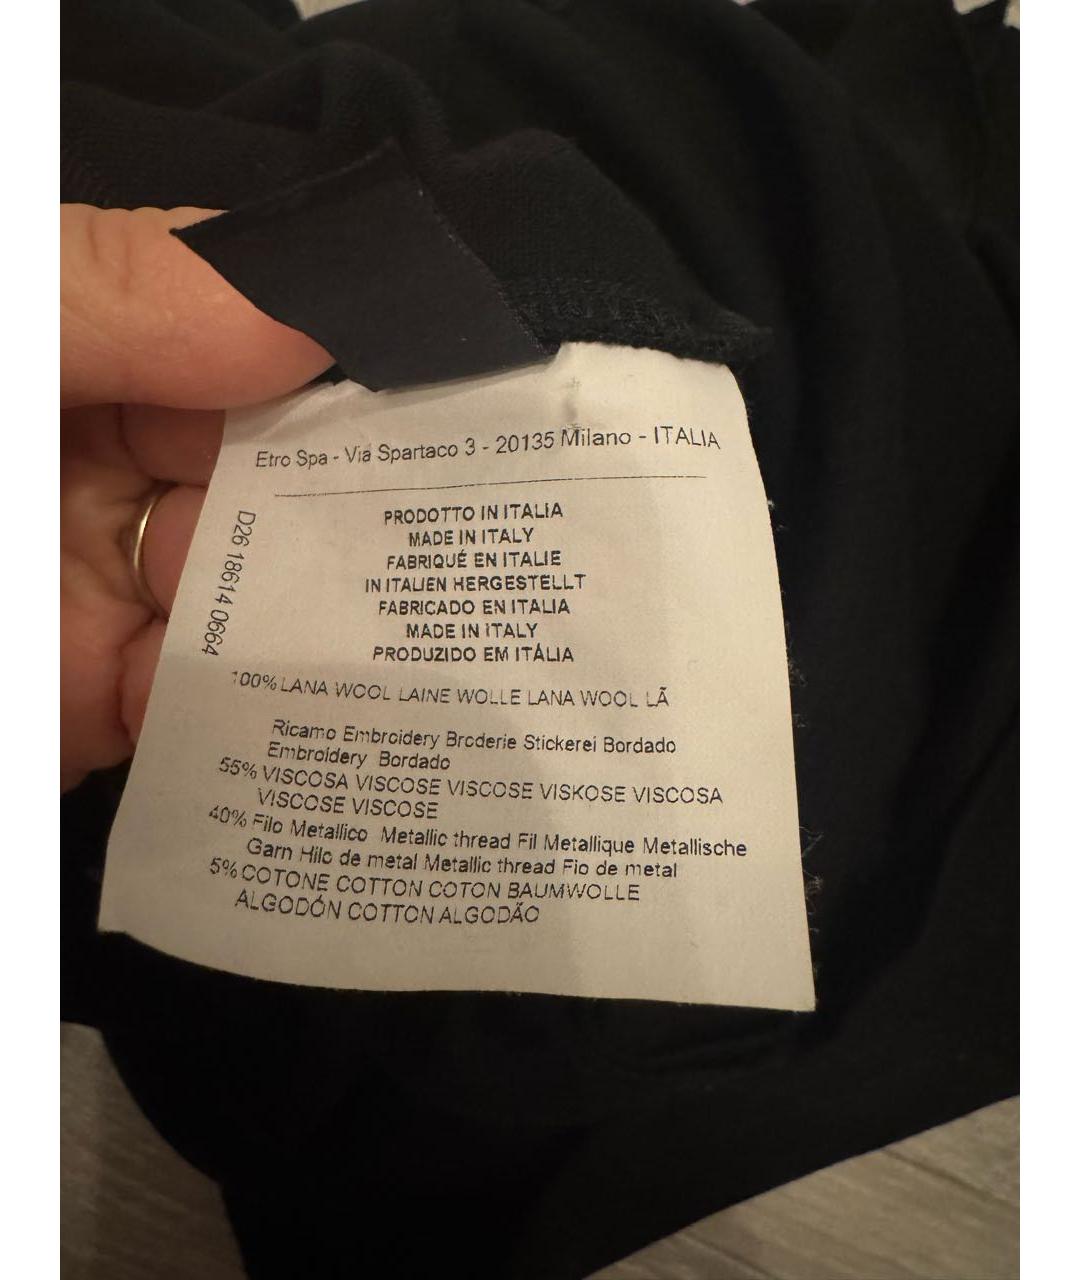 Etro Spa - Via Spartaco 3 - 20135 Milano - ITALIA
D26 18614 0664
PRODOTTO IN ITALIA
MADE IN ITALY
FABRIQUÉ EN ITALIE
IN ITALIEN HERGESTELLT
FABRICADO EN ITALIA
MADE IN ITALY
PRODUZIDO EM ITÁLIA
100% LANA WOOL LAINE WOLLE LANA WOOL LÃ
Ricamo Embroidery Broderie Stickerei Bordado
Embroidery Bordado
55% VISCOSA VISCOSE VISCOSE VISKOSE VISCOSA
VISCOSE VISCOSE
40% Filo Metallico Metallic thread Fil Metallique Metallische
Garn Hilo de metal Metallic thread Fio de metal
5% COTONE COTTON COTON BAUMWOLLE
ALGODÓN COTTON ALGODÃO